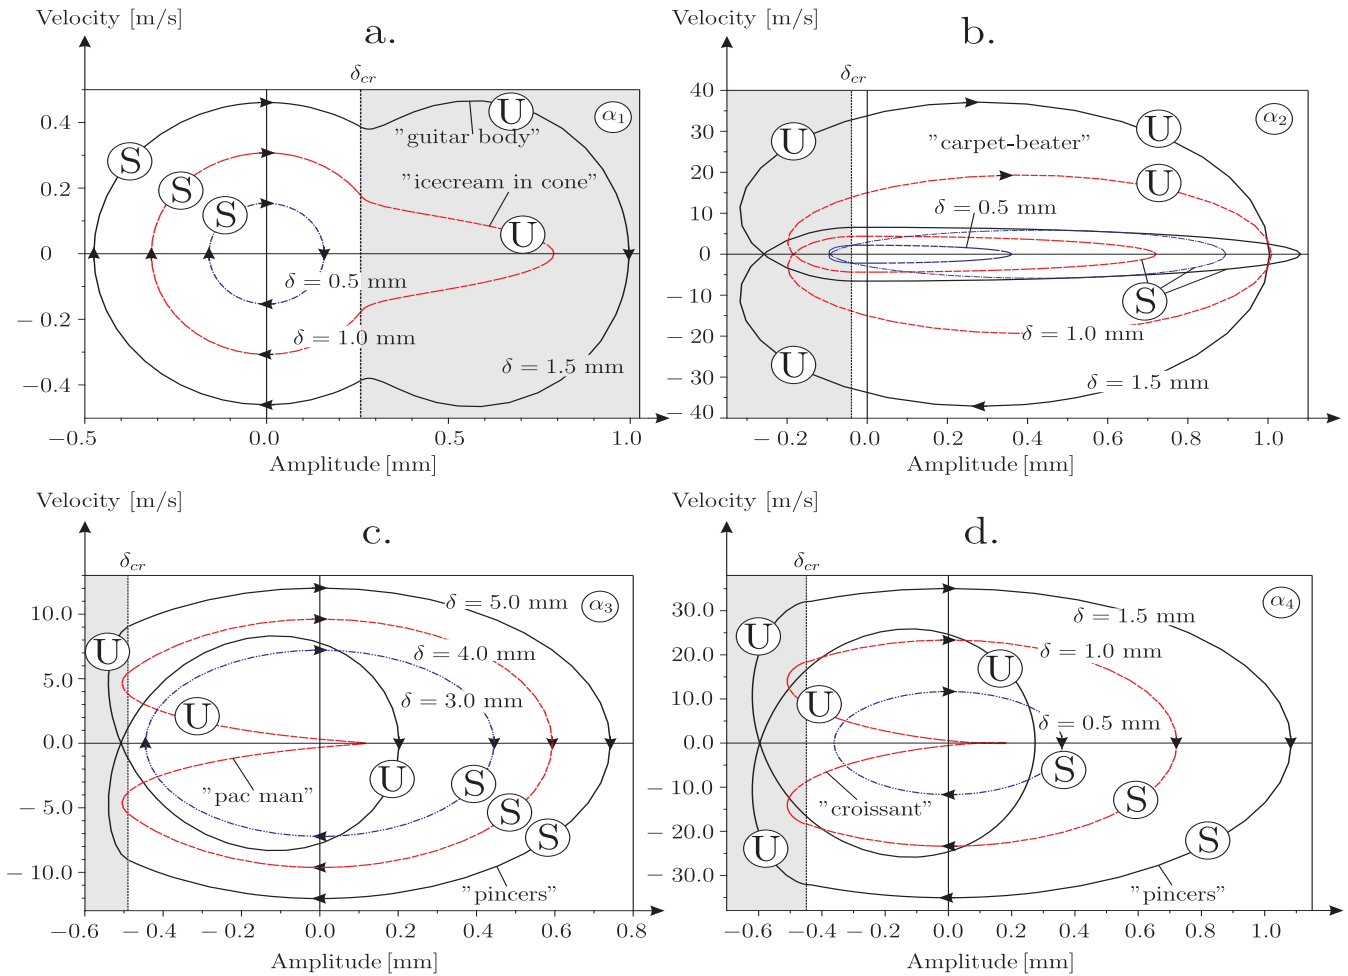 Velocity [m/s]
a.
δcr
α1
0.4
0.2
0
− 0.2
−0.4
S
S
S
U
U
"guitar body"
"icecream in cone"
δ = 0.5 mm
δ = 1.0 mm
δ = 1.5 mm
−0.5
0.0
0.5
1.0
Amplitude [mm]
Velocity [m/s]
b.
δcr
α2
40
30
20
10
0
− 10
− 20
− 30
− 40
U
U
U
U
S
"carpet-beater"
δ = 0.5 mm
δ = 1.0 mm
δ = 1.5 mm
− 0.2
0.0
0.2
0.4
0.6
0.8
1.0
Amplitude [mm]
Velocity [m/s]
c.
δcr
α3
10.0
5.0
0.0
− 5.0
− 10.0
δ = 5.0 mm
δ = 4.0 mm
δ = 3.0 mm
U
U
U
S
S
S
"pac man"
"pincers"
−0.6
−0.4
−0.2
0.0
0.2
0.4
0.6
0.8
Amplitude [mm]
Velocity [m/s]
d.
δcr
α4
30.0
20.0
10.0
0.0
− 10.0
− 20.0
− 30.0
δ = 1.5 mm
δ = 1.0 mm
δ = 0.5 mm
U
U
U
U
S
S
S
"croissant"
"pincers"
−0.6
−0.4
−0.2
0.0
0.2
0.4
0.6
0.8
1.0
Amplitude [mm]